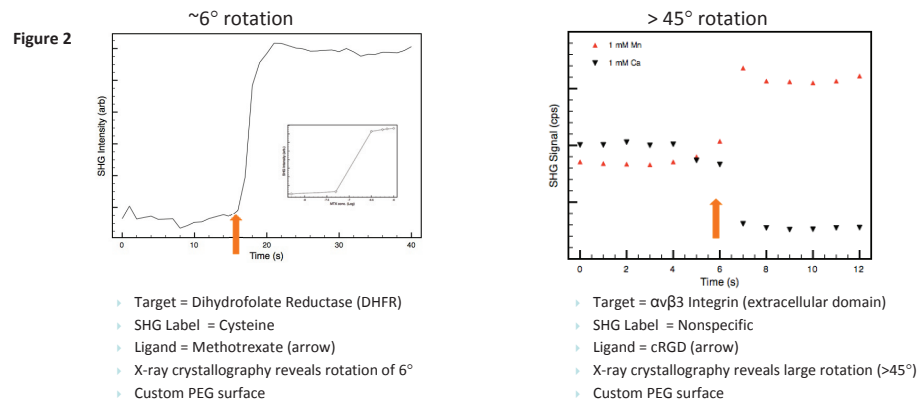 ~6° rotation
> 45° rotation
Figure 2
SHG Intensity (arb)
0
10
20
30
40
Time (s)
SHG Signal (cps)
1 mM Mn
1 mM Ca
0
2
4
6
8
10
12
Time (s)
Target = Dihydrofolate Reductase (DHFR)
SHG Label = Cysteine
Ligand = Methotrexate (arrow)
X-ray crystallography reveals rotation of 6°
Custom PEG surface
Target = αvβ3 Integrin (extracellular domain)
SHG Label = Nonspecific
Ligand = cRGD (arrow)
X-ray crystallography reveals large rotation (>45°)
Custom PEG surface